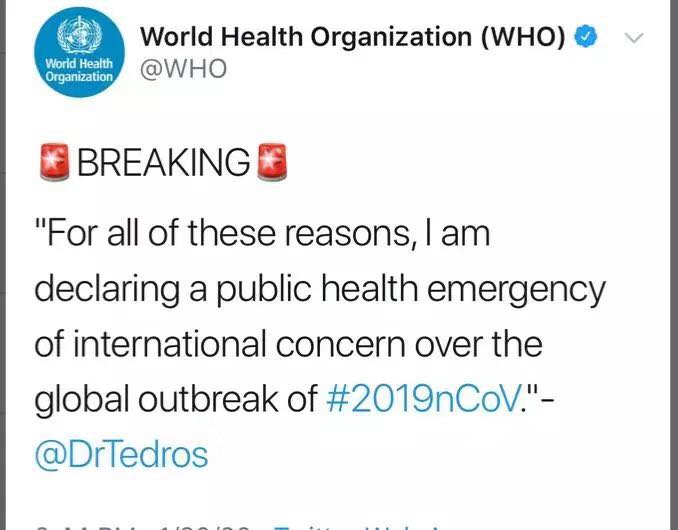 World Health
Organization
World Health Organization (WHO)
@WHO
🚨BREAKING🚨
"For all of these reasons, I am
declaring a public health emergency
of international concern over the
global outbreak of #2019nCoV."-
@DrTedros